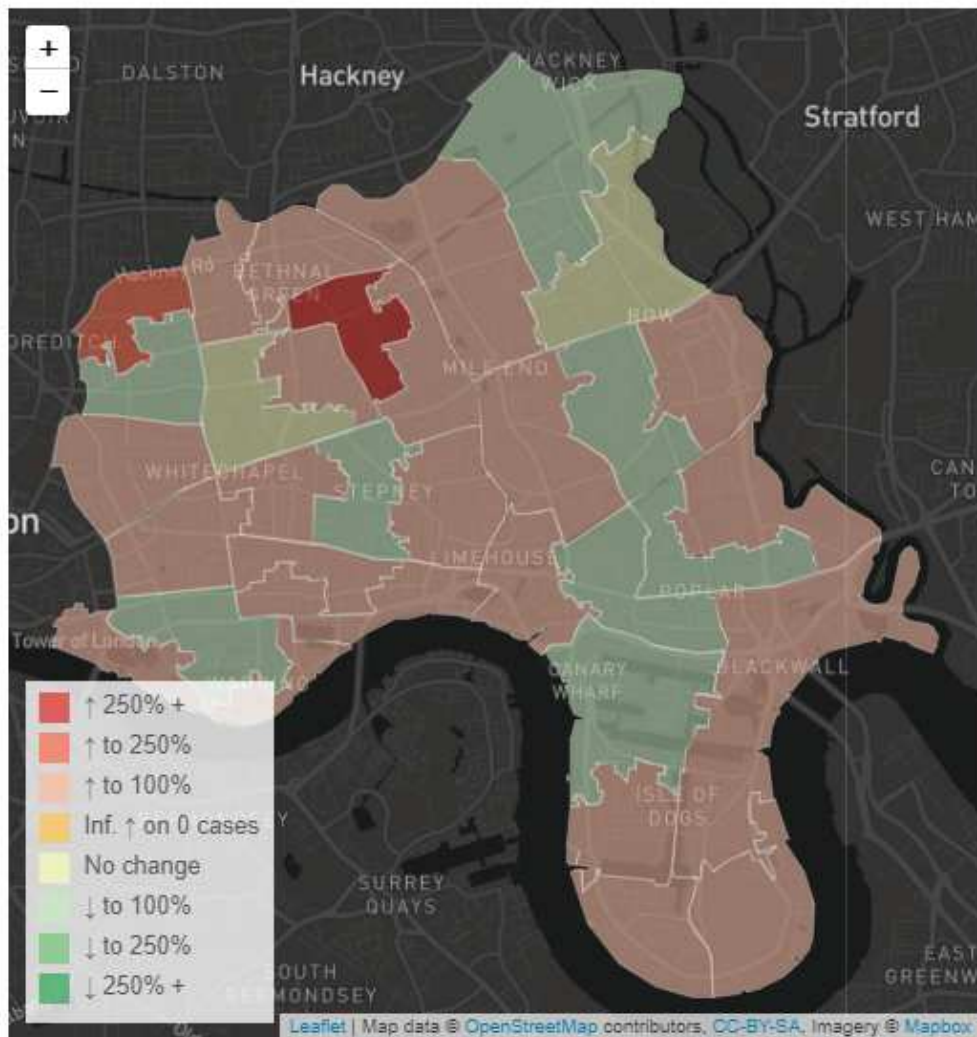 +
−
DALSTON
Hackney
HACKNEY
WICK
Stratford
WEST HAM
Hackney Rd
BETHNAL
GREEN
OREDITCH
BOW
MILE END
WHITECHAPEL
STEPNEY
CAN
TO
on
LIMEHOUSE
POPLAR
Tower of London
BLACKWALL
CANARY
WHARF
WAPPING
↑ 250% +
↑ to 250%
↑ to 100%
Inf. ↑ on 0 cases
No change
↓ to 100%
↓ to 250%
↓ 250% +
ISLE OF
DOGS
SURREY
QUAYS
EAST
GREENW
SOUTH
BERMONDSEY
Leaflet | Map data © OpenStreetMap contributors, CC-BY-SA, Imagery © Mapbox